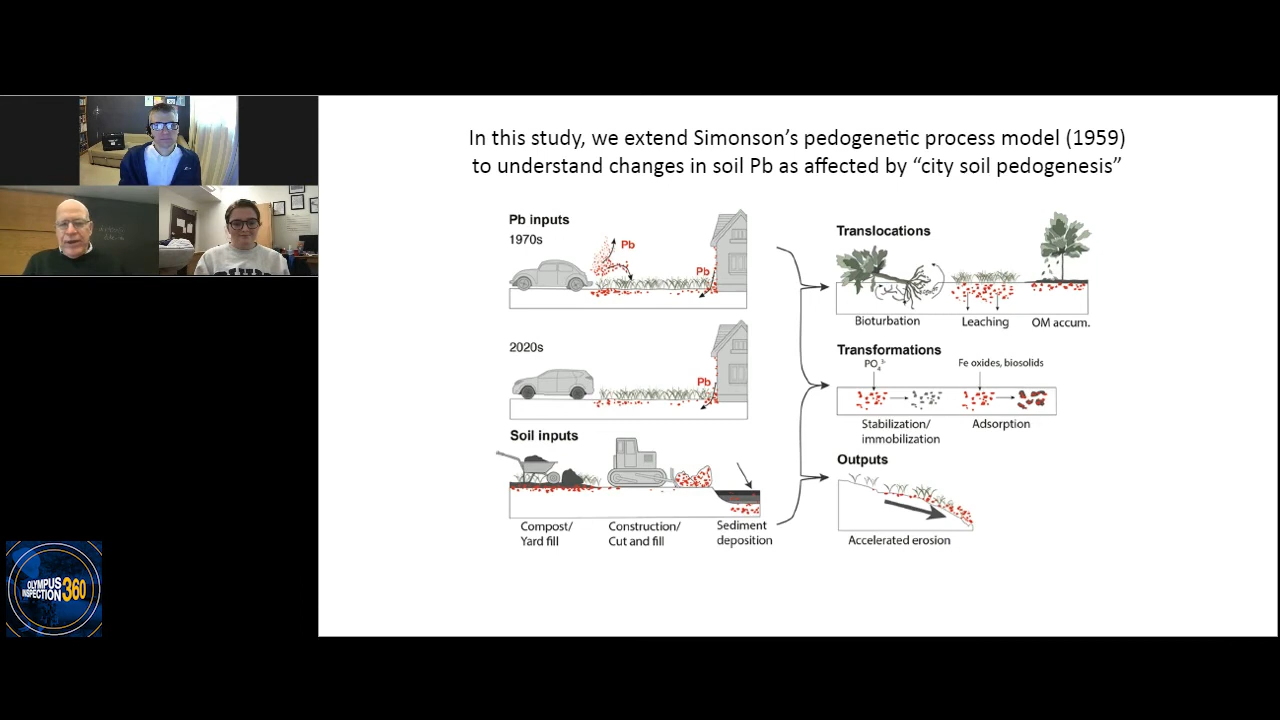 In this study, we extend Simonson's pedogenetic process model (1959)
to understand changes in soil Pb as affected by “city soil pedogenesis”
Pb inputs
1970s
Pb
Pb
2020s
Pb
Soil inputs
Compost/
Yard fill
Construction/
Cut and fill
Sediment
deposition
Translocations
Bioturbation
Leaching
OM accum.
Transformations
PO₄³⁻
Fe oxides, biosolids
Stabilization/
immobilization
Adsorption
Outputs
Accelerated erosion
OLYMPUS
INSPECTION
360